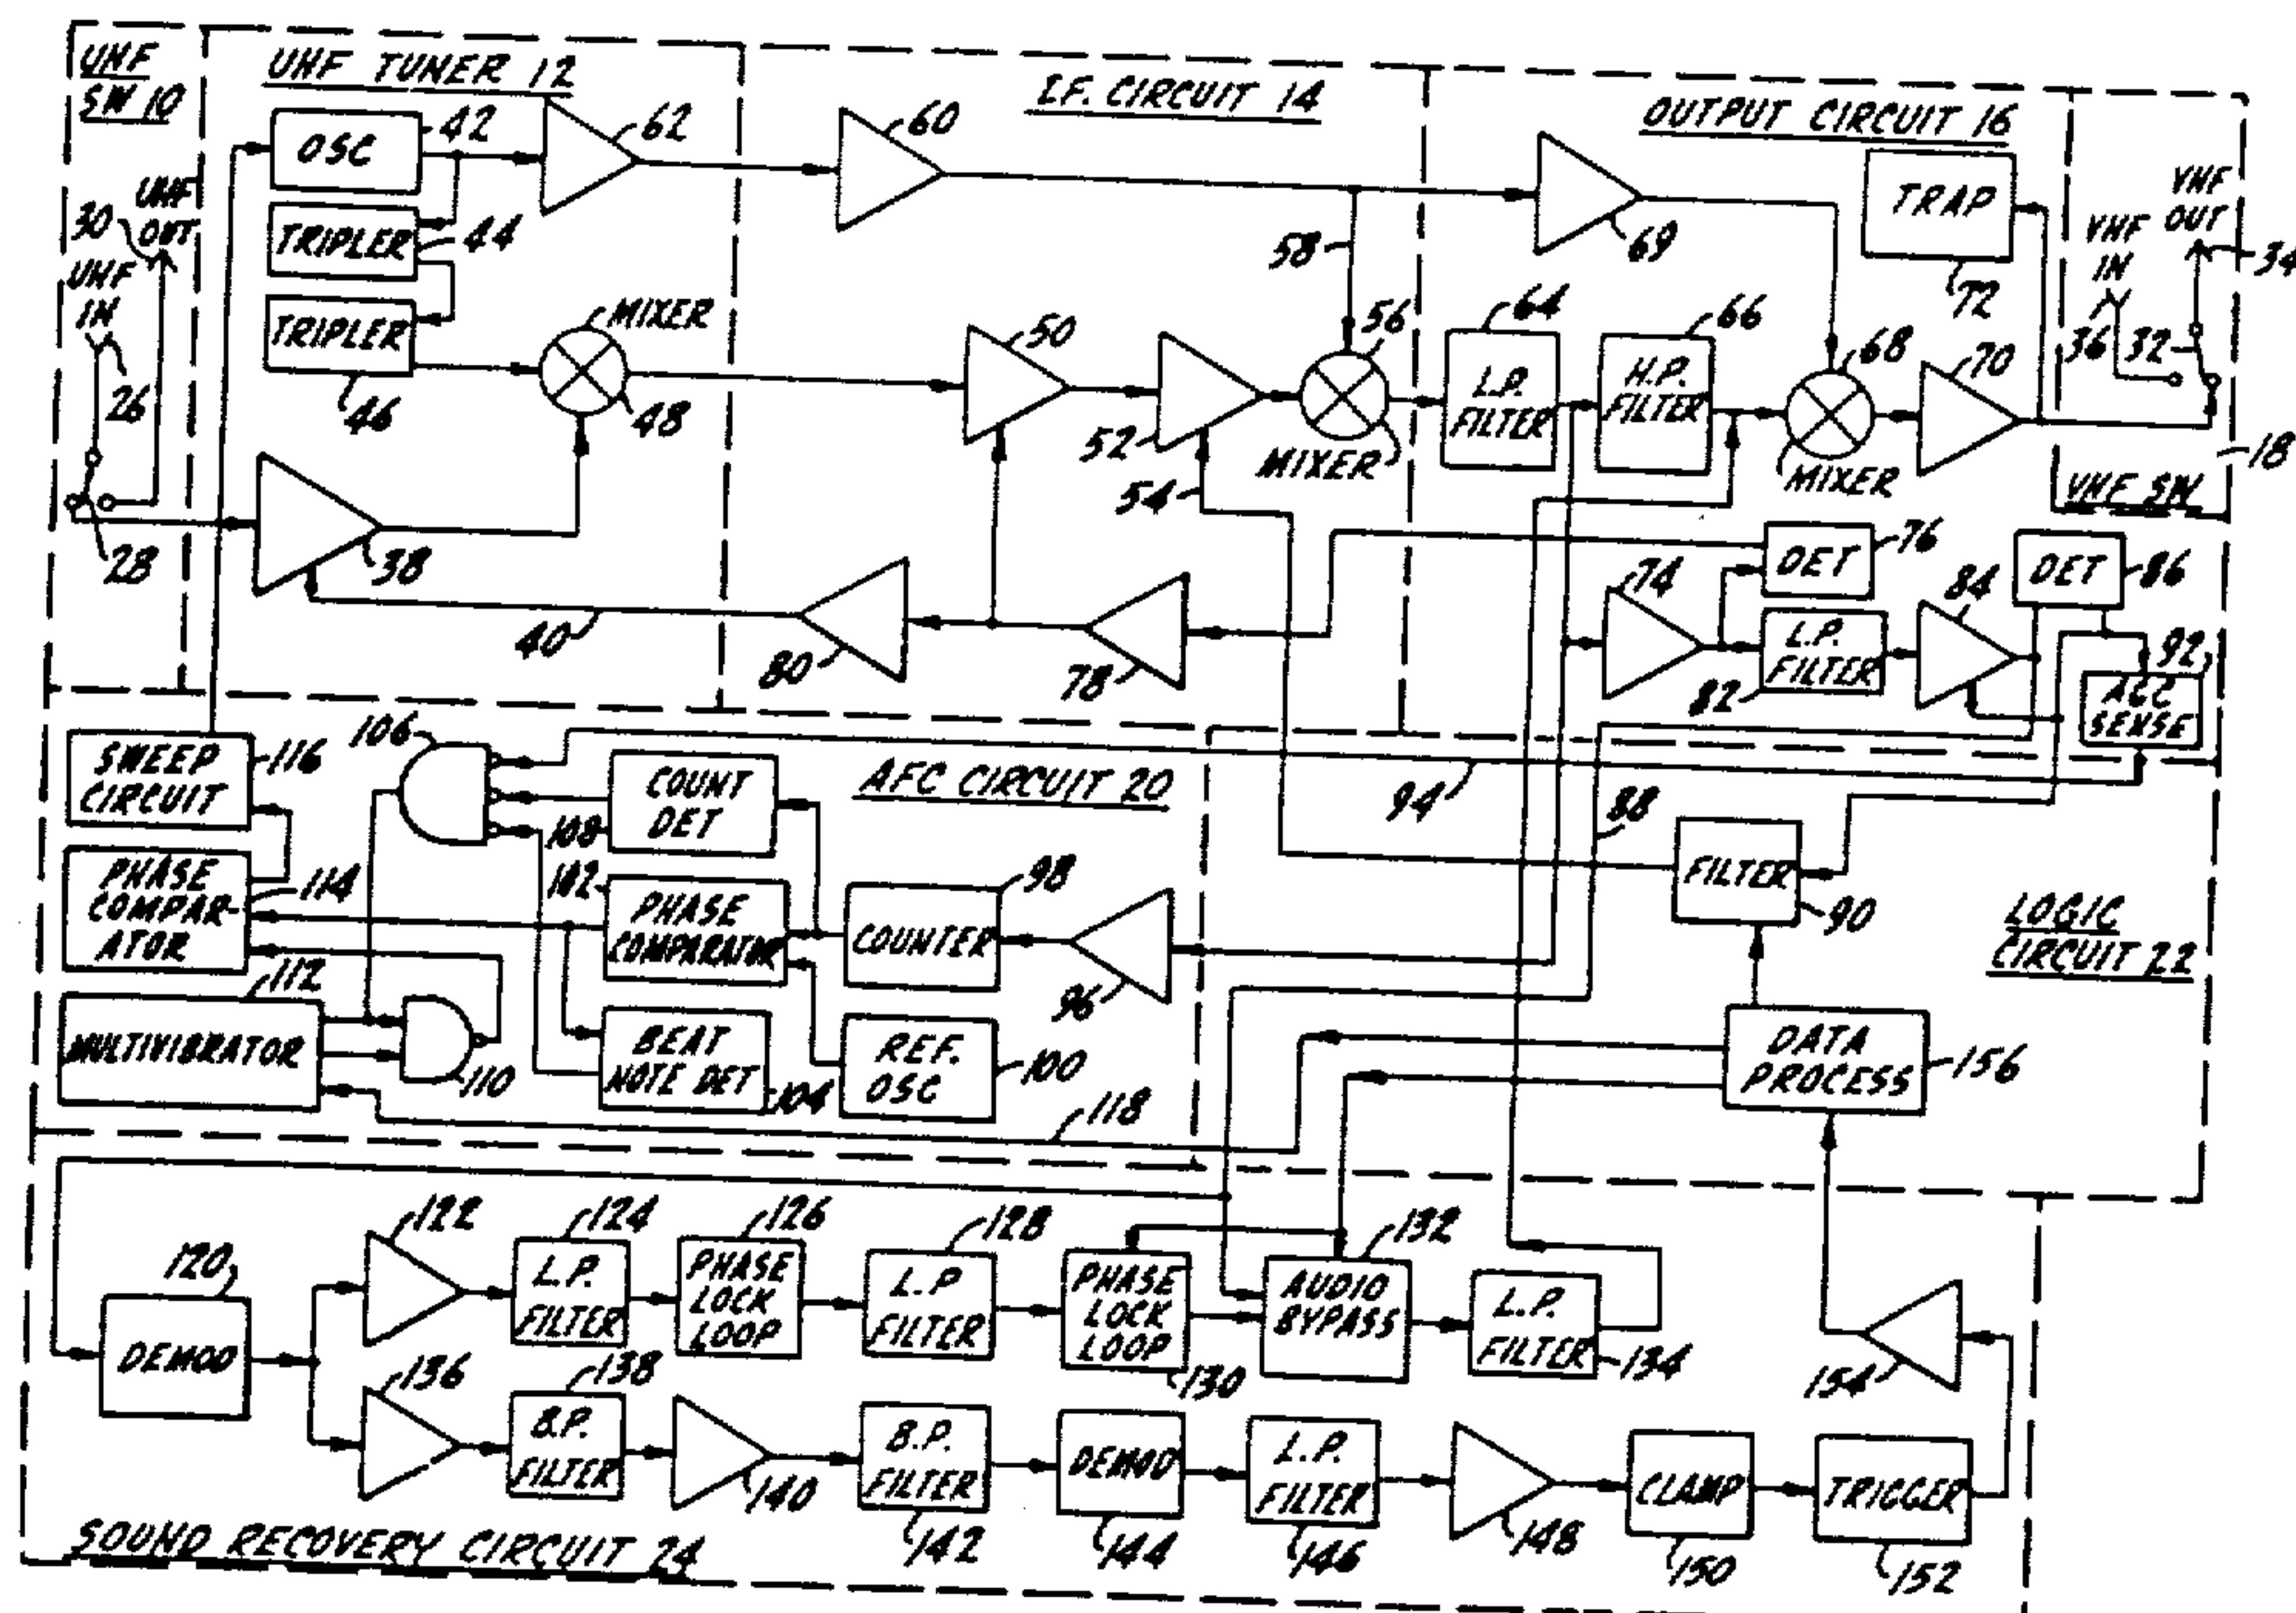 UHF
SW 10
UHF TUNER 12
I.F. CIRCUIT 14
OUTPUT CIRCUIT 16
OSC
42
62
60
69
TRAP
72
VHF
OUT
34
VHF
IN
36
32
30
UHF
OUT
UHF
IN
26
28
TRIPLER
44
TRIPLER
46
MIXER
48
50
52
54
58
56
MIXER
64
L.P.
FILTER
66
H.P.
FILTER
68
MIXER
70
18
VHF SW
38
40
80
78
74
DET
76
L.P.
FILTER
82
84
DET
86
92
AGC
SENSE
SWEEP
CIRCUIT
116
106
COUNT
DET
108
AFC CIRCUIT 20
94
88
PHASE
COMPAR-
ATOR
114
102
PHASE
COMPARATOR
98
COUNTER
96
FILTER
90
LOGIC
CIRCUIT 22
112
MULTIVIBRATOR
110
BEAT
NOTE DET
104
REF.
OSC
100
118
DATA
PROCESS
156
120
DEMOD
122
124
L.P.
FILTER
126
PHASE
LOCK
LOOP
128
L.P
FILTER
PHASE
LOCK
LOOP
130
132
AUDIO
BYPASS
L.P.
FILTER
134
154
136
138
B.P.
FILTER
140
B.P.
FILTER
142
DEMOD
144
L.P.
FILTER
146
148
CLAMP
150
TRIGGER
152
SOUND RECOVERY CIRCUIT 24